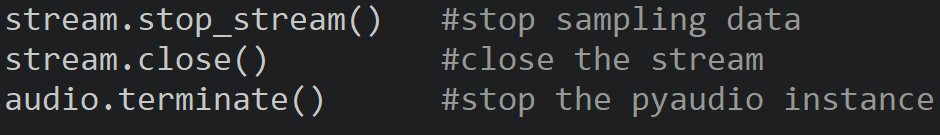 stream.stop_stream()   #stop sampling data
stream.close()         #close the stream
audio.terminate()      #stop the pyaudio instance